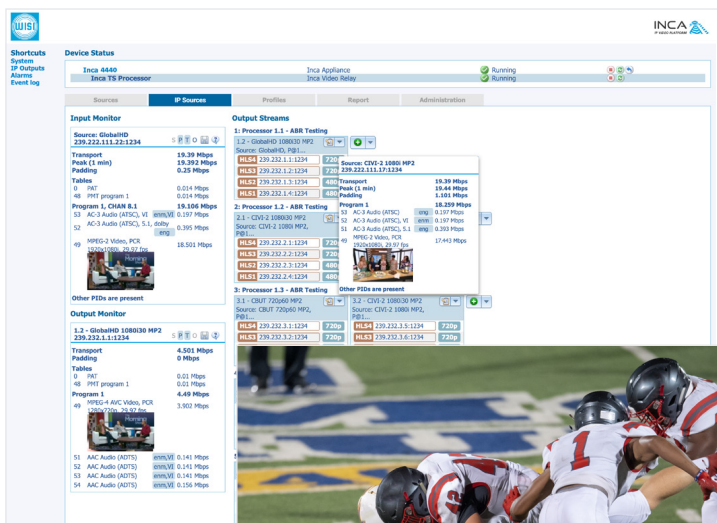 WISI
INCA
IP VIDEO PLATFORM
Shortcuts
System
IP Outputs
Alarms
Event log
Device Status
Inca 4440 Inca Appliance Running
Inca TS Processor Inca Video Relay Running
Sources IP Sources Profiles Report Administration
Input Monitor
Source: GlobalHD
239.222.111.22:1234
S P T O
Transport 19.39 Mbps
Peak (1 min) 19.392 Mbps
Padding 0.25 Mbps
Tables
0 PAT 0.014 Mbps
48 PMT program 1 0.014 Mbps
Program 1, CHAN 8.1 19.106 Mbps
53 AC-3 Audio (ATSC), VI enm,VI 0.197 Mbps
52 AC-3 Audio (ATSC), 5.1, dolby eng 0.395 Mbps
49 MPEG-2 Video, PCR 18.501 Mbps
1920x1080i, 29.97 fps
Morning
Other PIDs are present
Output Monitor
1.2 - GlobalHD 1080i30 MP2
239.232.1.1:1234
S P T O
Transport 4.501 Mbps
Padding 0 Mbps
Tables
0 PAT 0.01 Mbps
48 PMT program 1 0.01 Mbps
Program 1 4.49 Mbps
49 MPEG-4 AVC Video, PCR 3.902 Mbps
1280x720p, 29.97 fps
Morning
51 AAC Audio (ADTS) enm,VI 0.141 Mbps
52 AAC Audio (ADTS) enm,VI 0.141 Mbps
53 AAC Audio (ADTS) enm,VI 0.141 Mbps
54 AAC Audio (ADTS) enm,VI 0.156 Mbps
Output Streams
1: Processor 1.1 - ABR Testing
1.2 - GlobalHD 1080i30 MP2
Source: GlobalHD, P@1...
HLS4 239.232.1.1:1234 720p
HLS3 239.232.1.2:1234 720
HLS2 239.232.1.3:1234 480
HLS1 239.232.1.4:1234 480
2: Processor 1.2 - ABR Testing
2.1 - CIVI-2 1080i30 MP2
Source: CIVI-2 1080i MP2,
P@1...
HLS4 239.232.2.1:1234 720
HLS3 239.232.2.2:1234 720
HLS2 239.232.2.3:1234 480
HLS1 239.232.2.4:1234 480
Source: CIVI-2 1080i MP2
239.222.111.17:1234
Transport 19.39 Mbps
Peak (1 min) 19.44 Mbps
Padding 1.101 Mbps
Program 1 18.259 Mbps
53 AC-3 Audio (ATSC) eng 0.197 Mbps
52 AC-3 Audio (ATSC), VI enm 0.197 Mbps
51 AC-3 Audio (ATSC), 5.1 eng 0.393 Mbps
49 MPEG-2 Video, PCR 17.443 Mbps
1920x1080i, 29.97 fps
Other PIDs are present
3: Processor 1.3 - ABR Testing
3.1 - CBUT 720p60 MP2
Source: CBUT 720p60 MP2,
P@1...
HLS4 239.232.3.1:1234 720p
HLS3 239.232.3.2:1234 720p
3.2 - CIVI-2 1080i30 MP2
Source: CIVI-2 1080i MP2,
P@1...
HLS4 239.232.3.5:1234 720p
HLS3 239.232.3.6:1234 720p
42
1